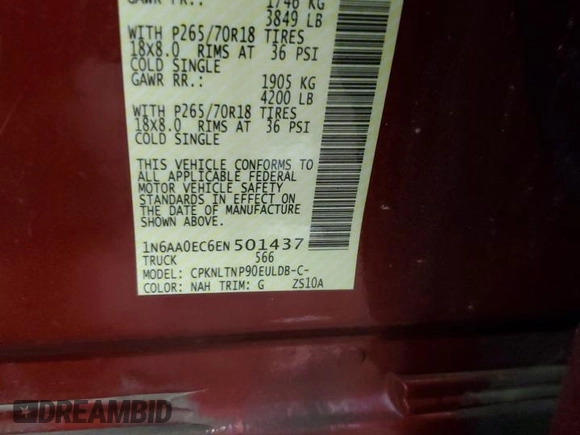 GAWR FR.: 1746 KG
3849 LB
WITH P265/70R18 TIRES
18x8.0 RIMS AT 36 PSI
COLD SINGLE
GAWR RR.: 1905 KG
4200 LB
WITH P265/70R18 TIRES
18x8.0 RIMS AT 36 PSI
COLD SINGLE
THIS VEHICLE CONFORMS TO
ALL APPLICABLE FEDERAL
MOTOR VEHICLE SAFETY
STANDARDS IN EFFECT ON
THE DATE OF MANUFACTURE
SHOWN ABOVE.
1N6AA0EC6EN501437
TRUCK 566
MODEL: CPKNLTNP90EULDB-C-
COLOR: NAH TRIM: G ZS10A
DREAMBID